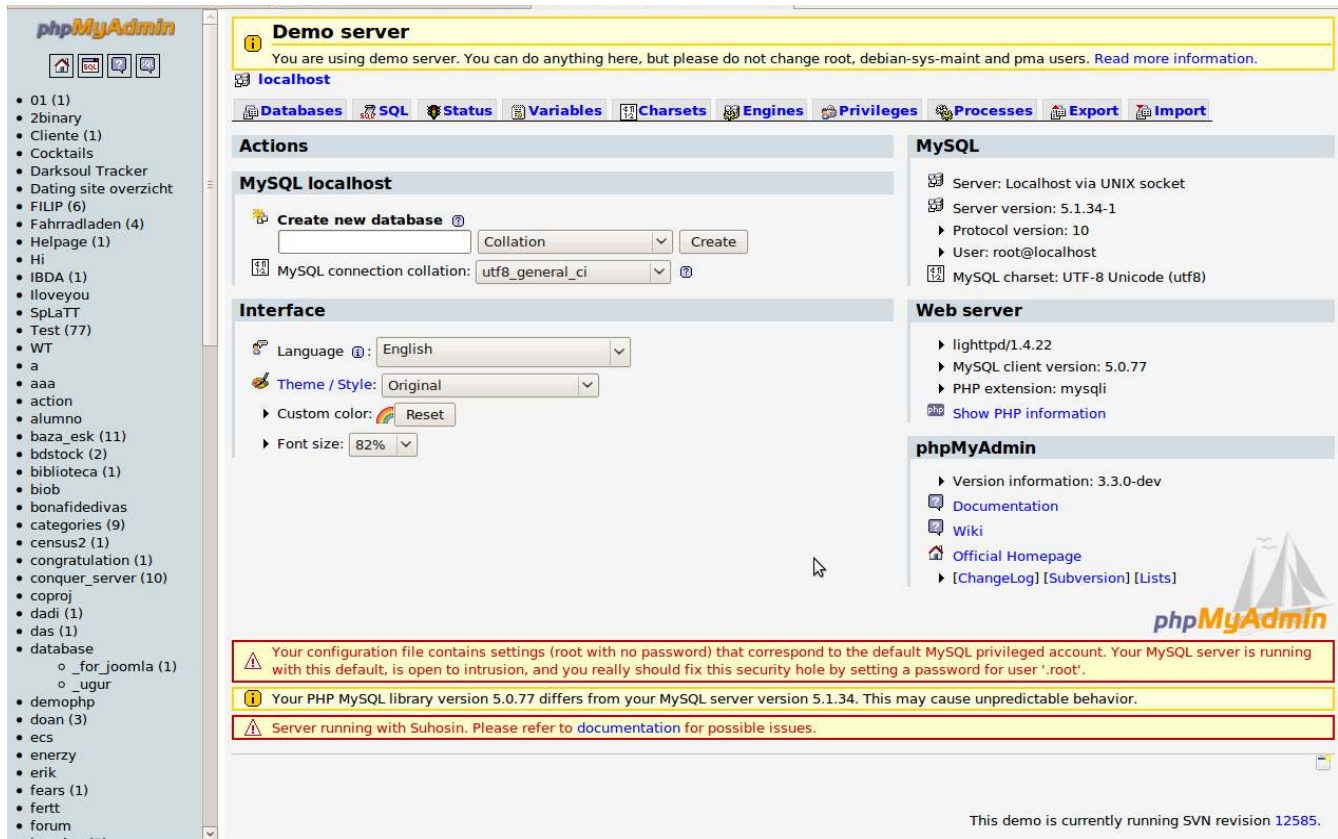 phpMyAdmin
SQL
01 (1)
2binary
Cliente (1)
Cocktails
Darksoul Tracker
Dating site overzicht
FILIP (6)
Fahrradladen (4)
Helpage (1)
Hi
IBDA (1)
Iloveyou
SpLaTT
Test (77)
WT
a
aaa
action
alumno
baza_esk (11)
bdstock (2)
biblioteca (1)
biob
bonafidedivas
categories (9)
census2 (1)
congratulation (1)
conquer_server (10)
coproj
dadi (1)
das (1)
database
_for_joomla (1)
_ugur
demophp
doan (3)
ecs
enerzy
erik
fears (1)
fertt
forum
Demo server
You are using demo server. You can do anything here, but please do not change root, debian-sys-maint and pma users. Read more information.
localhost
Databases SQL Status Variables Charsets Engines Privileges Processes Export Import
Actions
MySQL localhost
Create new database
Collation Create
MySQL connection collation: utf8_general_ci
Interface
Language : English
Theme / Style: Original
Custom color: Reset
Font size: 82%
MySQL
Server: Localhost via UNIX socket
Server version: 5.1.34-1
Protocol version: 10
User: root@localhost
MySQL charset: UTF-8 Unicode (utf8)
Web server
lighttpd/1.4.22
MySQL client version: 5.0.77
PHP extension: mysqli
php Show PHP information
phpMyAdmin
Version information: 3.3.0-dev
Documentation
Wiki
Official Homepage
[ChangeLog] [Subversion] [Lists]
phpMyAdmin
Your configuration file contains settings (root with no password) that correspond to the default MySQL privileged account. Your MySQL server is running
with this default, is open to intrusion, and you really should fix this security hole by setting a password for user '.root'.
Your PHP MySQL library version 5.0.77 differs from your MySQL server version 5.1.34. This may cause unpredictable behavior.
Server running with Suhosin. Please refer to documentation for possible issues.
This demo is currently running SVN revision 12585.